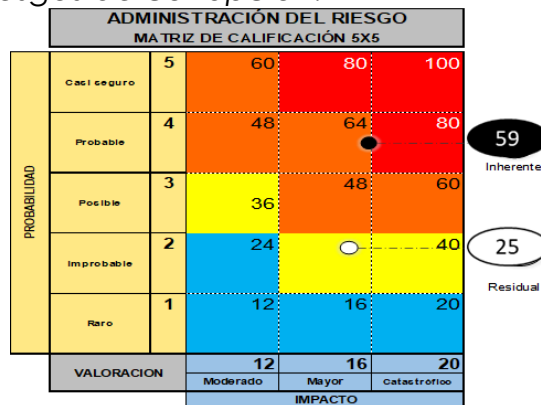 ADMINISTRACIÓN DEL RIESGO
MATRIZ DE CALIFICACIÓN 5X5
PROBABILIDAD
Casi seguro 5 60 80 100
Probable 4 48 64 80
59
Inherente
Posible 3 36 48 60
Improbable 2 24 40
25
Residual
Raro 1 12 16 20
VALORACION 12 16 20
Moderado Mayor Catastrófico
IMPACTO